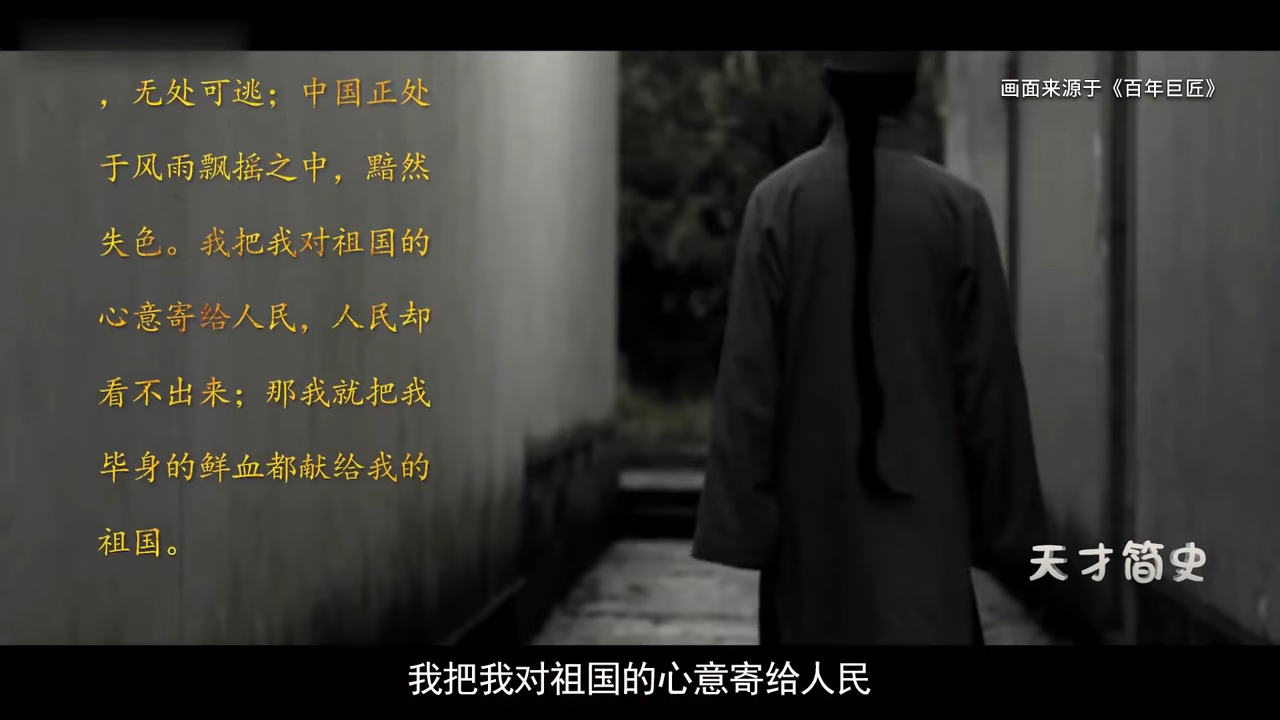 ，无处可逃；中国正处
于风雨飘摇之中，黯然
失色。我把我对祖国的
心意寄给人民，人民却
看不出来；那我就把我
毕身的鲜血都献给我的
祖国。
画面来源于《百年巨匠》
天才简史
我把我对祖国的心意寄给人民